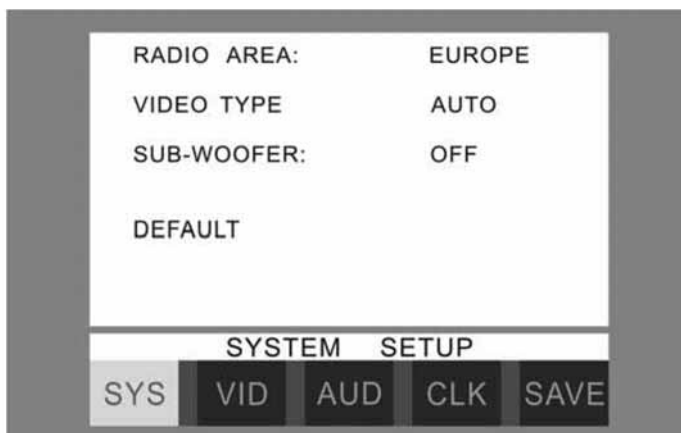 RADIO AREA: EUROPE
VIDEO TYPE AUTO
SUB-WOOFER: OFF
DEFAULT
SYSTEM SETUP
SYS VID AUD CLK SAVE